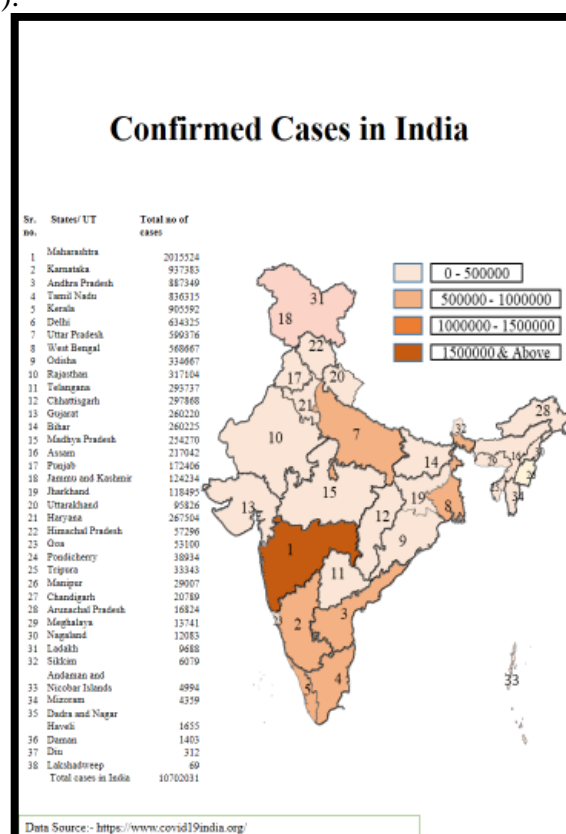 ).
Confirmed Cases in India
Sr. no. States/ UT Total no of cases
1 Maharashtra 2015524
2 Karnataka 937383
3 Andhra Pradesh 887349
4 Tamil Nadu 836315
5 Kerala 905592
6 Delhi 634325
7 Uttar Pradesh 599376
8 West Bengal 568667
9 Odisha 334667
10 Rajasthan 317104
11 Telangana 293737
12 Chhattisgarh 297868
13 Gujarat 260220
14 Bihar 260225
15 Madhya Pradesh 254270
16 Assam 217042
17 Punjab 172406
18 Jammu and Kashmir 124234
19 Jharkhand 118495
20 Uttarakhand 95826
21 Haryana 267504
22 Himachal Pradesh 57296
23 Goa 53100
24 Pondicherry 38934
25 Tripura 33343
26 Manipur 29007
27 Chandigarh 20789
28 Arunachal Pradesh 16824
29 Meghalaya 13741
30 Nagaland 12083
31 Ladakh 9688
32 Sikkim 6079
Andaman and
33 Nicobar Islands 4994
34 Mizoram 4359
35 Dadra and Nagar
Haveli 1655
36 Daman 1403
37 Diu 312
38 Lakshadweep 69
Total cases in India 10702031
0 - 500000
500000 - 1000000
1000000 - 1500000
1500000 & Above
31
18
22
17
20
21
28
32
7
10
14
16
15
19
13
12
8
9
1
11
3
2
4
5
33
34
Data Source:- https://www.covid19india.org/